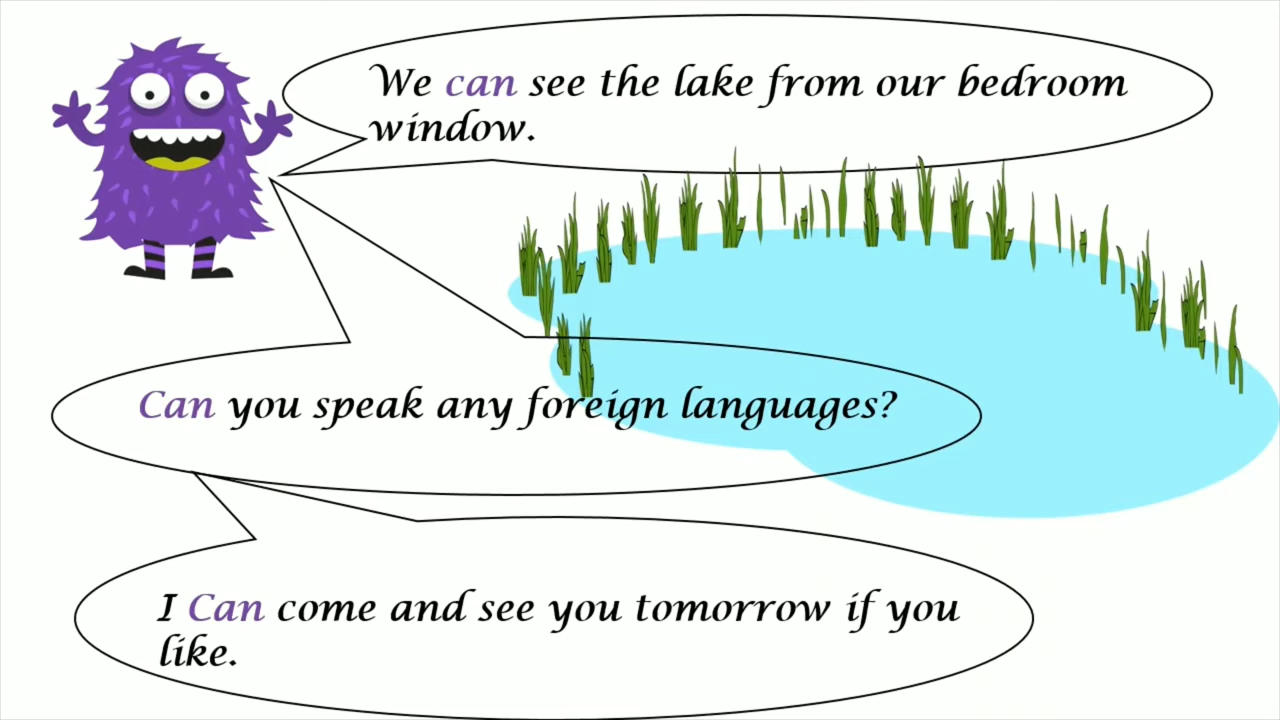 We can see the lake from our bedroom
window.
Can you speak any foreign languages?
I Can come and see you tomorrow if you
like.